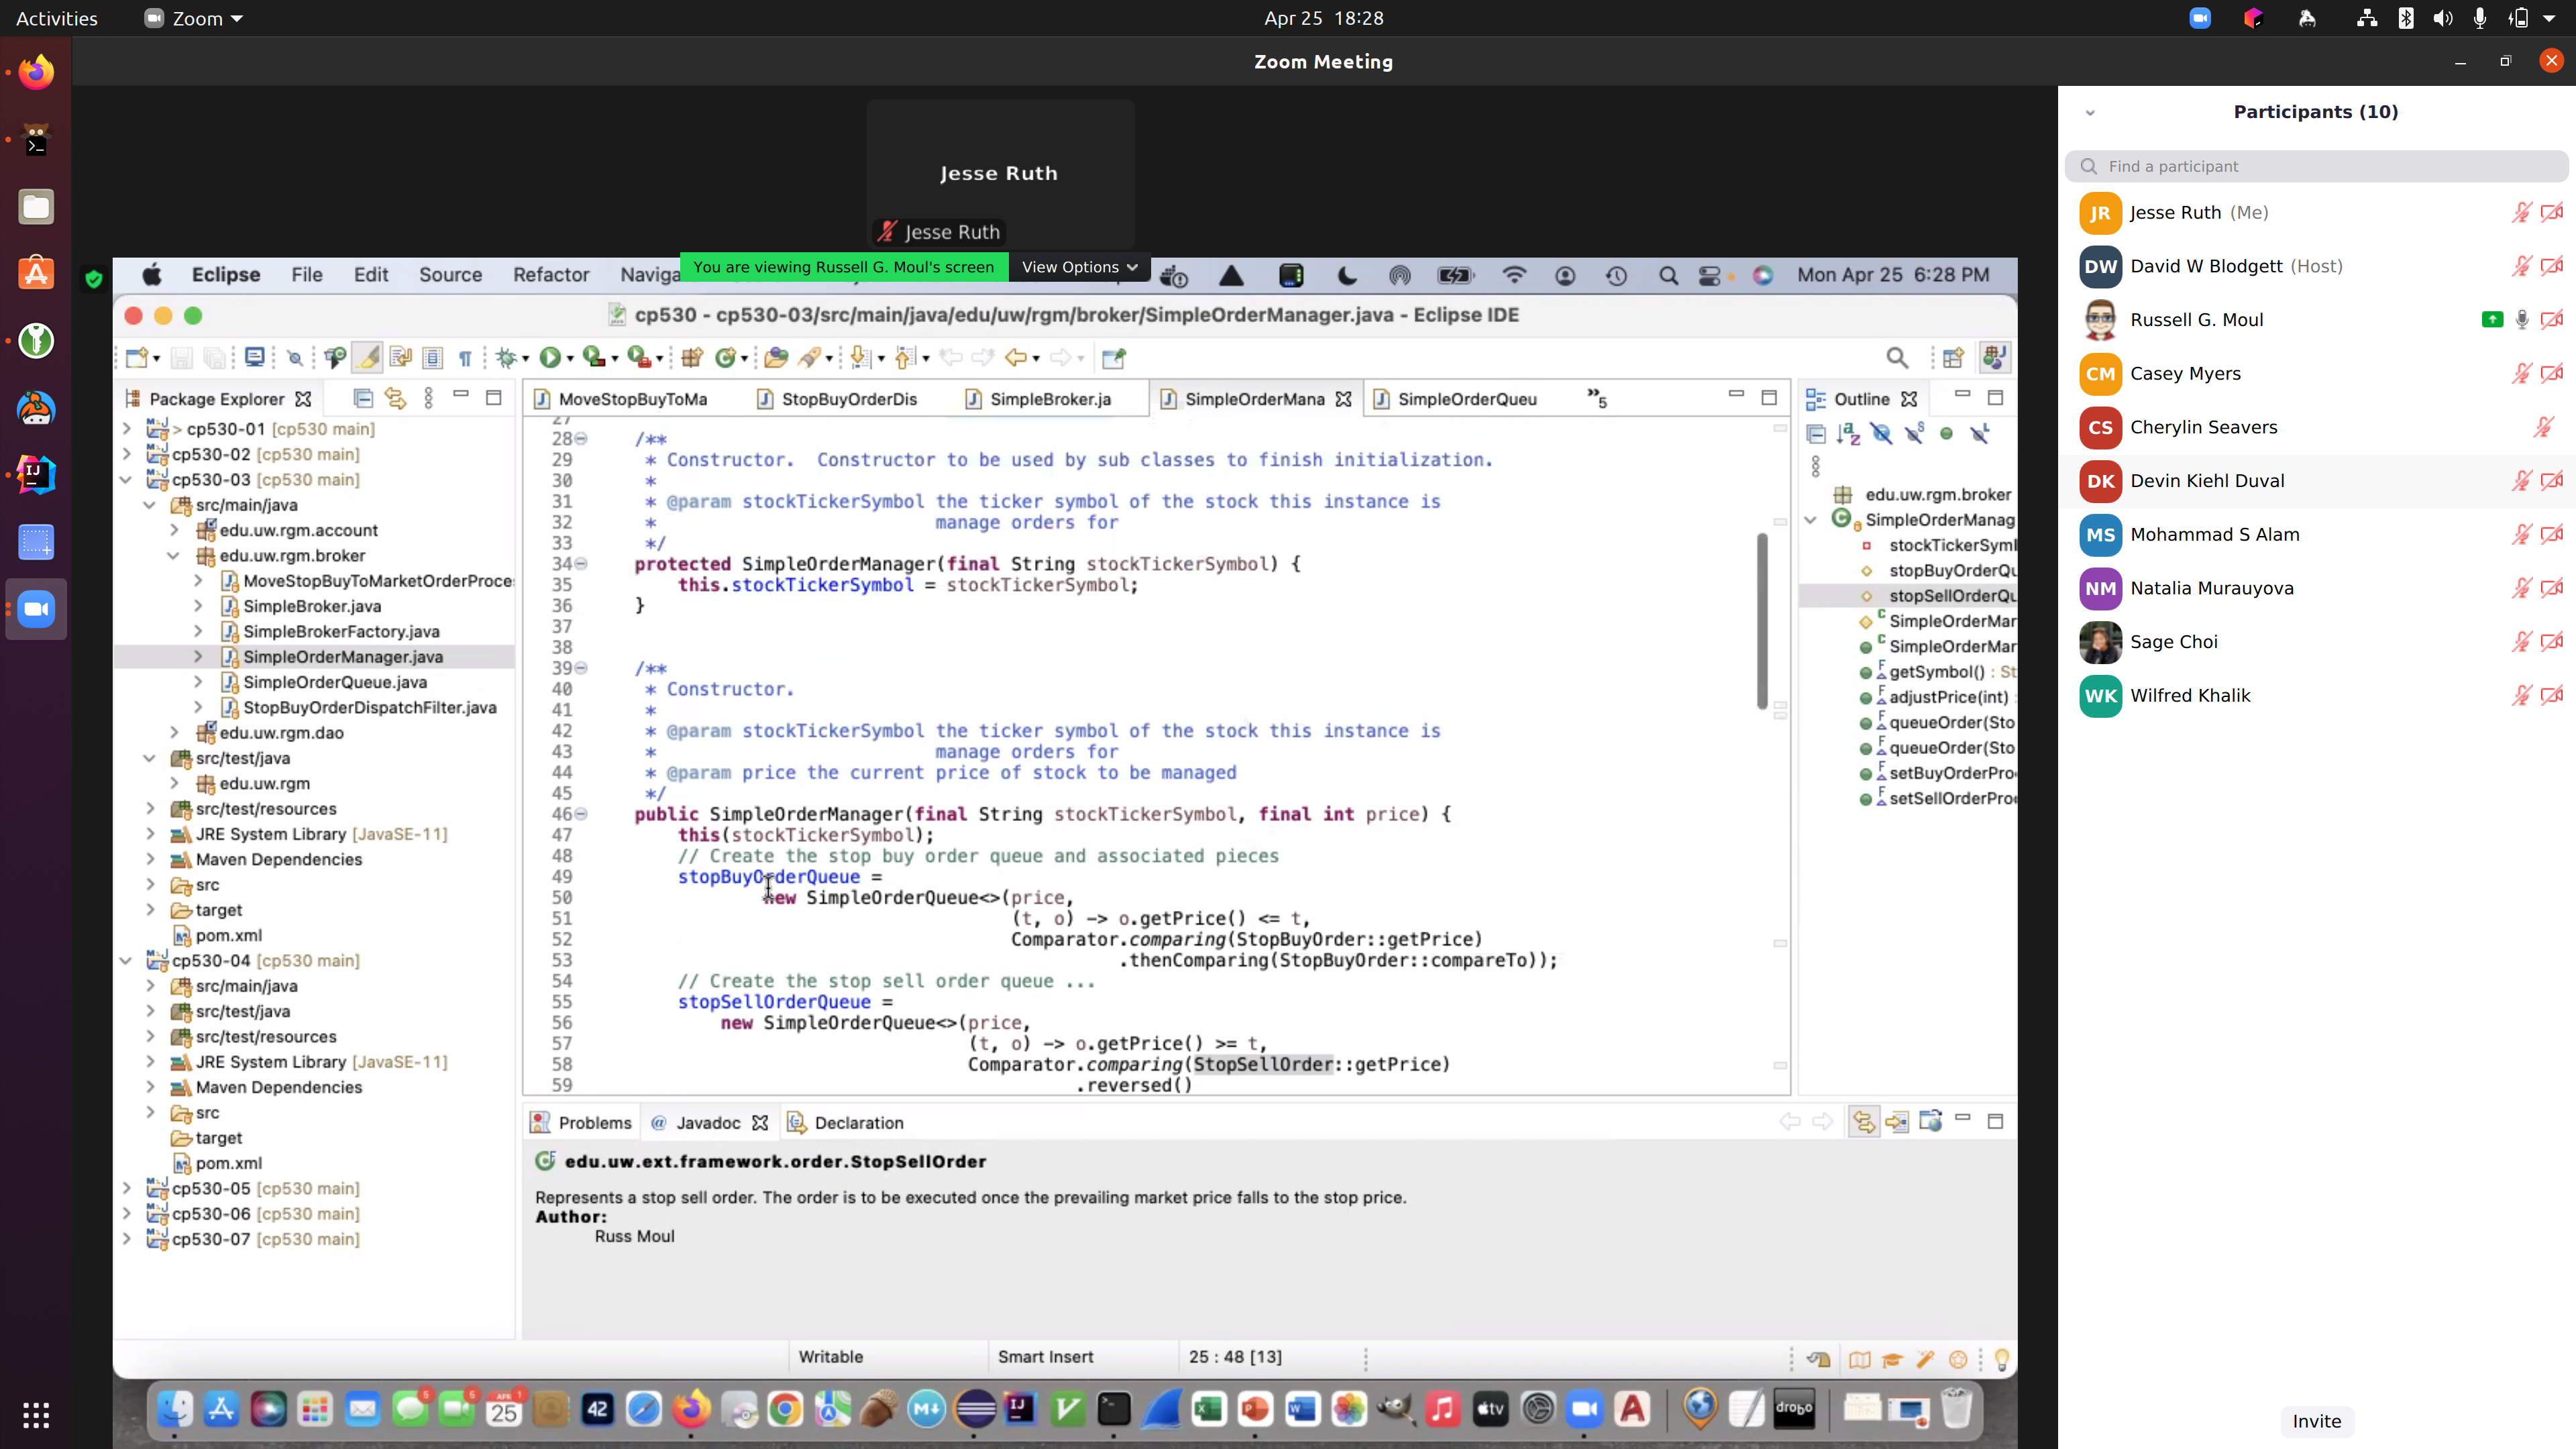 Activities
Zoom
Apr 25 18:28
Zoom Meeting
Jesse Ruth
Jesse Ruth
You are viewing Russell G. Moul's screen
View Options
Eclipse File Edit Source Refactor Naviga
Mon Apr 25 6:28 PM
cp530 - cp530-03/src/main/java/edu/uw/rgm/broker/SimpleOrderManager.java - Eclipse IDE
Package Explorer
> cp530-01 [cp530 main]
cp530-02 [cp530 main]
cp530-03 [cp530 main]
src/main/java
edu.uw.rgm.account
edu.uw.rgm.broker
MoveStopBuyToMarketOrderProce
SimpleBroker.java
SimpleBrokerFactory.java
SimpleOrderManager.java
SimpleOrderQueue.java
StopBuyOrderDispatchFilter.java
edu.uw.rgm.dao
src/test/java
edu.uw.rgm
src/test/resources
JRE System Library [JavaSE-11]
Maven Dependencies
src
target
pom.xml
cp530-04 [cp530 main]
src/main/java
src/test/java
src/test/resources
JRE System Library [JavaSE-11]
Maven Dependencies
src
target
pom.xml
cp530-05 [cp530 main]
cp530-06 [cp530 main]
cp530-07 [cp530 main]
MoveStopBuyToMa
StopBuyOrderDis
SimpleBroker.ja
SimpleOrderMana
SimpleOrderQueu
»5
27
28 /**
29 * Constructor.  Constructor to be used by sub classes to finish initialization.
30 *
31 * @param stockTickerSymbol the ticker symbol of the stock this instance is
32 * manage orders for
33 */
34 protected SimpleOrderManager(final String stockTickerSymbol) {
35 this.stockTickerSymbol = stockTickerSymbol;
36 }
37
38
39 /**
40 * Constructor.
41 *
42 * @param stockTickerSymbol the ticker symbol of the stock this instance is
43 * manage orders for
44 * @param price the current price of stock to be managed
45 */
46 public SimpleOrderManager(final String stockTickerSymbol, final int price) {
47 this(stockTickerSymbol);
48 // Create the stop buy order queue and associated pieces
49 stopBuyOrderQueue =
50 new SimpleOrderQueue<>(price,
51 (t, o) -> o.getPrice() <= t,
52 Comparator.comparing(StopBuyOrder::getPrice)
53 .thenComparing(StopBuyOrder::compareTo));
54 // Create the stop sell order queue ...
55 stopSellOrderQueue =
56 new SimpleOrderQueue<>(price,
57 (t, o) -> o.getPrice() >= t,
58 Comparator.comparing(StopSellOrder::getPrice)
59 .reversed()
Outline
edu.uw.rgm.broker
SimpleOrderManag
stockTickerSyml
stopBuyOrderQu
stopSellOrderQu
SimpleOrderMar
SimpleOrderMar
getSymbol() : St
adjustPrice(int) :
queueOrder(Sto
queueOrder(Sto
setBuyOrderPro
setSellOrderPro
Problems
@ Javadoc
Declaration
edu.uw.ext.framework.order.StopSellOrder
Represents a stop sell order. The order is to be executed once the prevailing market price falls to the stop price.
Author:
Russ Moul
Writable
Smart Insert
25 : 48 [13]
5
6
APR
1
25
42
M↓
IJ
tv
drobo
Participants (10)
Find a participant
JR Jesse Ruth (Me)
DW David W Blodgett (Host)
Russell G. Moul
CM Casey Myers
CS Cherylin Seavers
DK Devin Kiehl Duval
MS Mohammad S Alam
NM Natalia Murauyova
Sage Choi
WK Wilfred Khalik
Invite